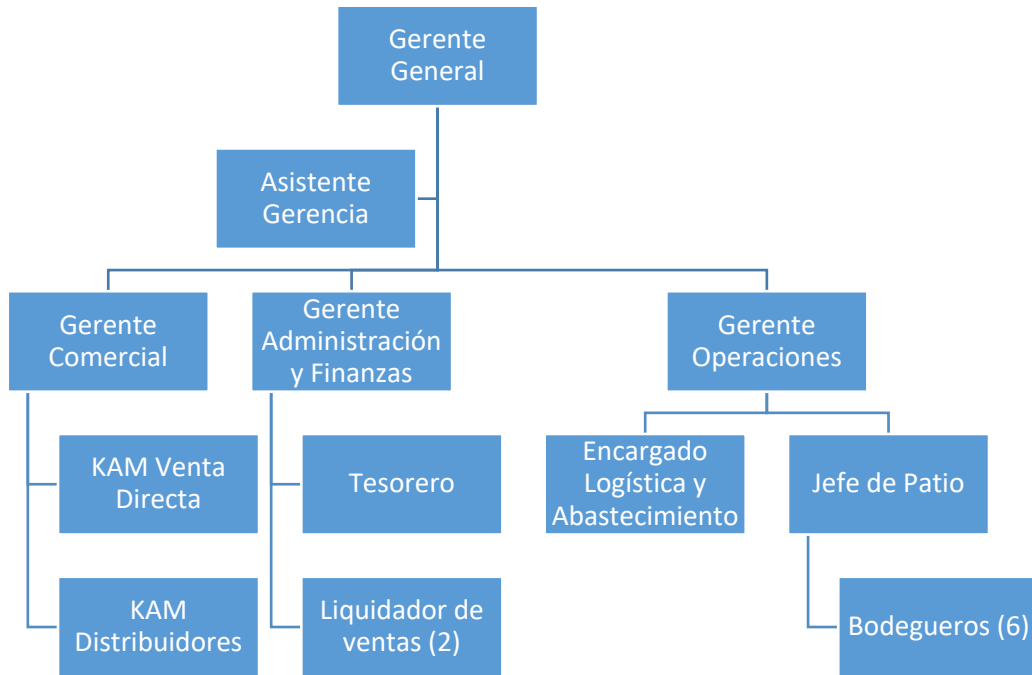 Gerente
General
Asistente
Gerencia
Gerente
Comercial
Gerente
Administración
y Finanzas
Gerente
Operaciones
KAM Venta
Directa
Tesorero
Encargado
Logística y
Abastecimiento
Jefe de Patio
KAM
Distribuidores
Liquidador de
ventas (2)
Bodegueros (6)